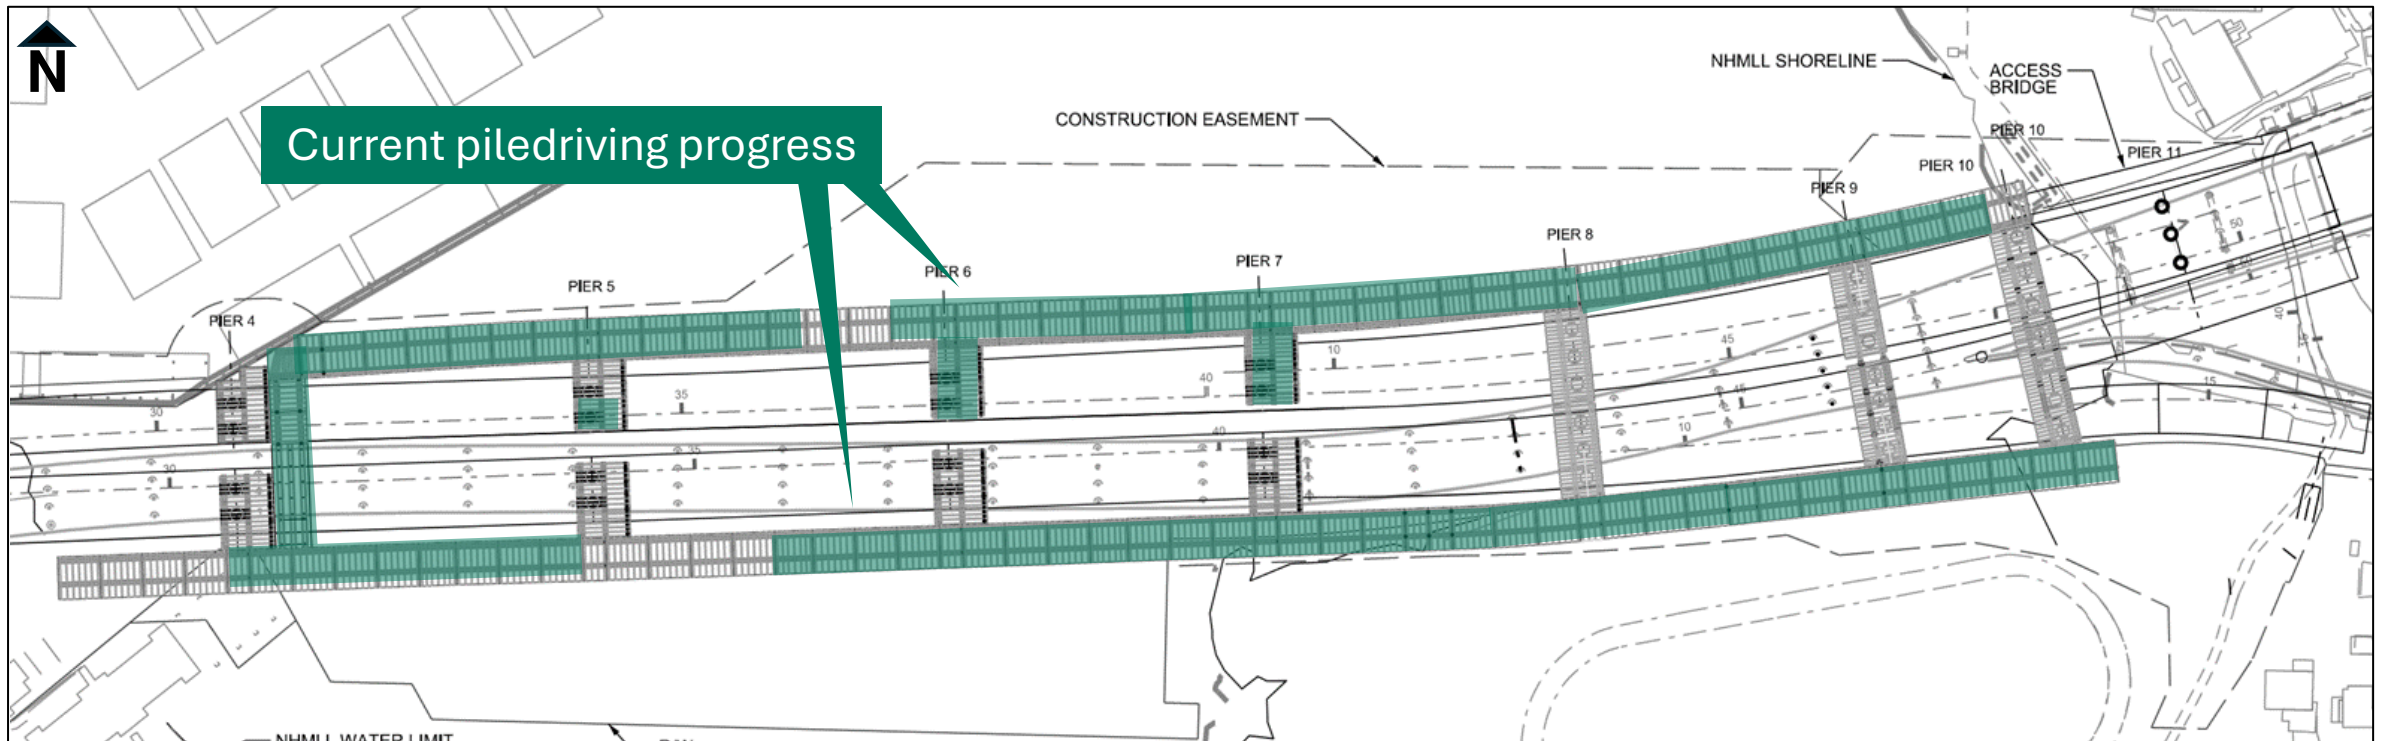 N
NHMLL SHORELINE
ACCESS
BRIDGE
CONSTRUCTION EASEMENT
Current piledriving progress
PIER 10
PIER 11
PIER 10
PIER 9
PIER 8
PIER 7
PIER 6
PIER 5
PIER 4
50
40
45
10
40
35
30
45
15
10
40
35
30
NHMLL WATER LIMIT